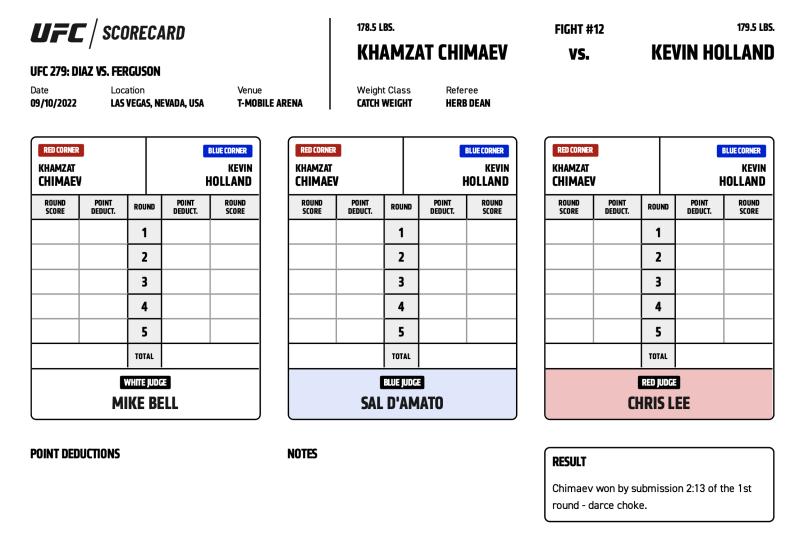 UFC / SCORECARD
UFC 279: DIAZ VS. FERGUSON
Date Location Venue
09/10/2022 LAS VEGAS, NEVADA, USA T-MOBILE ARENA
178.5 LBS. FIGHT #12 179.5 LBS.
KHAMZAT CHIMAEV VS. KEVIN HOLLAND
Weight Class Referee
CATCH WEIGHT HERB DEAN
RED CORNER BLUE CORNER
KHAMZAT KEVIN
CHIMAEV HOLLAND
ROUND POINT ROUND POINT ROUND
SCORE DEDUCT. DEDUCT. SCORE
1
2
3
4
5
TOTAL
WHITE JUDGE
MIKE BELL
RED CORNER BLUE CORNER
KHAMZAT KEVIN
CHIMAEV HOLLAND
ROUND POINT ROUND POINT ROUND
SCORE DEDUCT. DEDUCT. SCORE
1
2
3
4
5
TOTAL
BLUE JUDGE
SAL D'AMATO
RED CORNER BLUE CORNER
KHAMZAT KEVIN
CHIMAEV HOLLAND
ROUND POINT ROUND POINT ROUND
SCORE DEDUCT. DEDUCT. SCORE
1
2
3
4
5
TOTAL
RED JUDGE
CHRIS LEE
POINT DEDUCTIONS
NOTES
RESULT
Chimaev won by submission 2:13 of the 1st
round - darce choke.